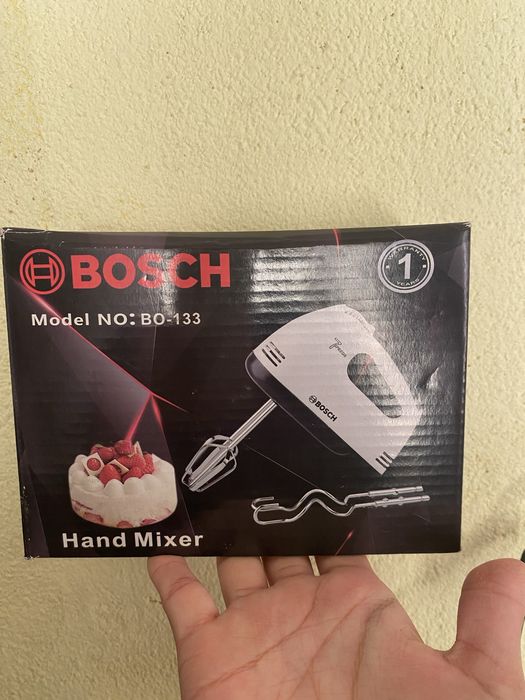 BOSCH
WARRANTY
1
YEARS
Model NO: BO-133
BOSCH
Hand Mixer